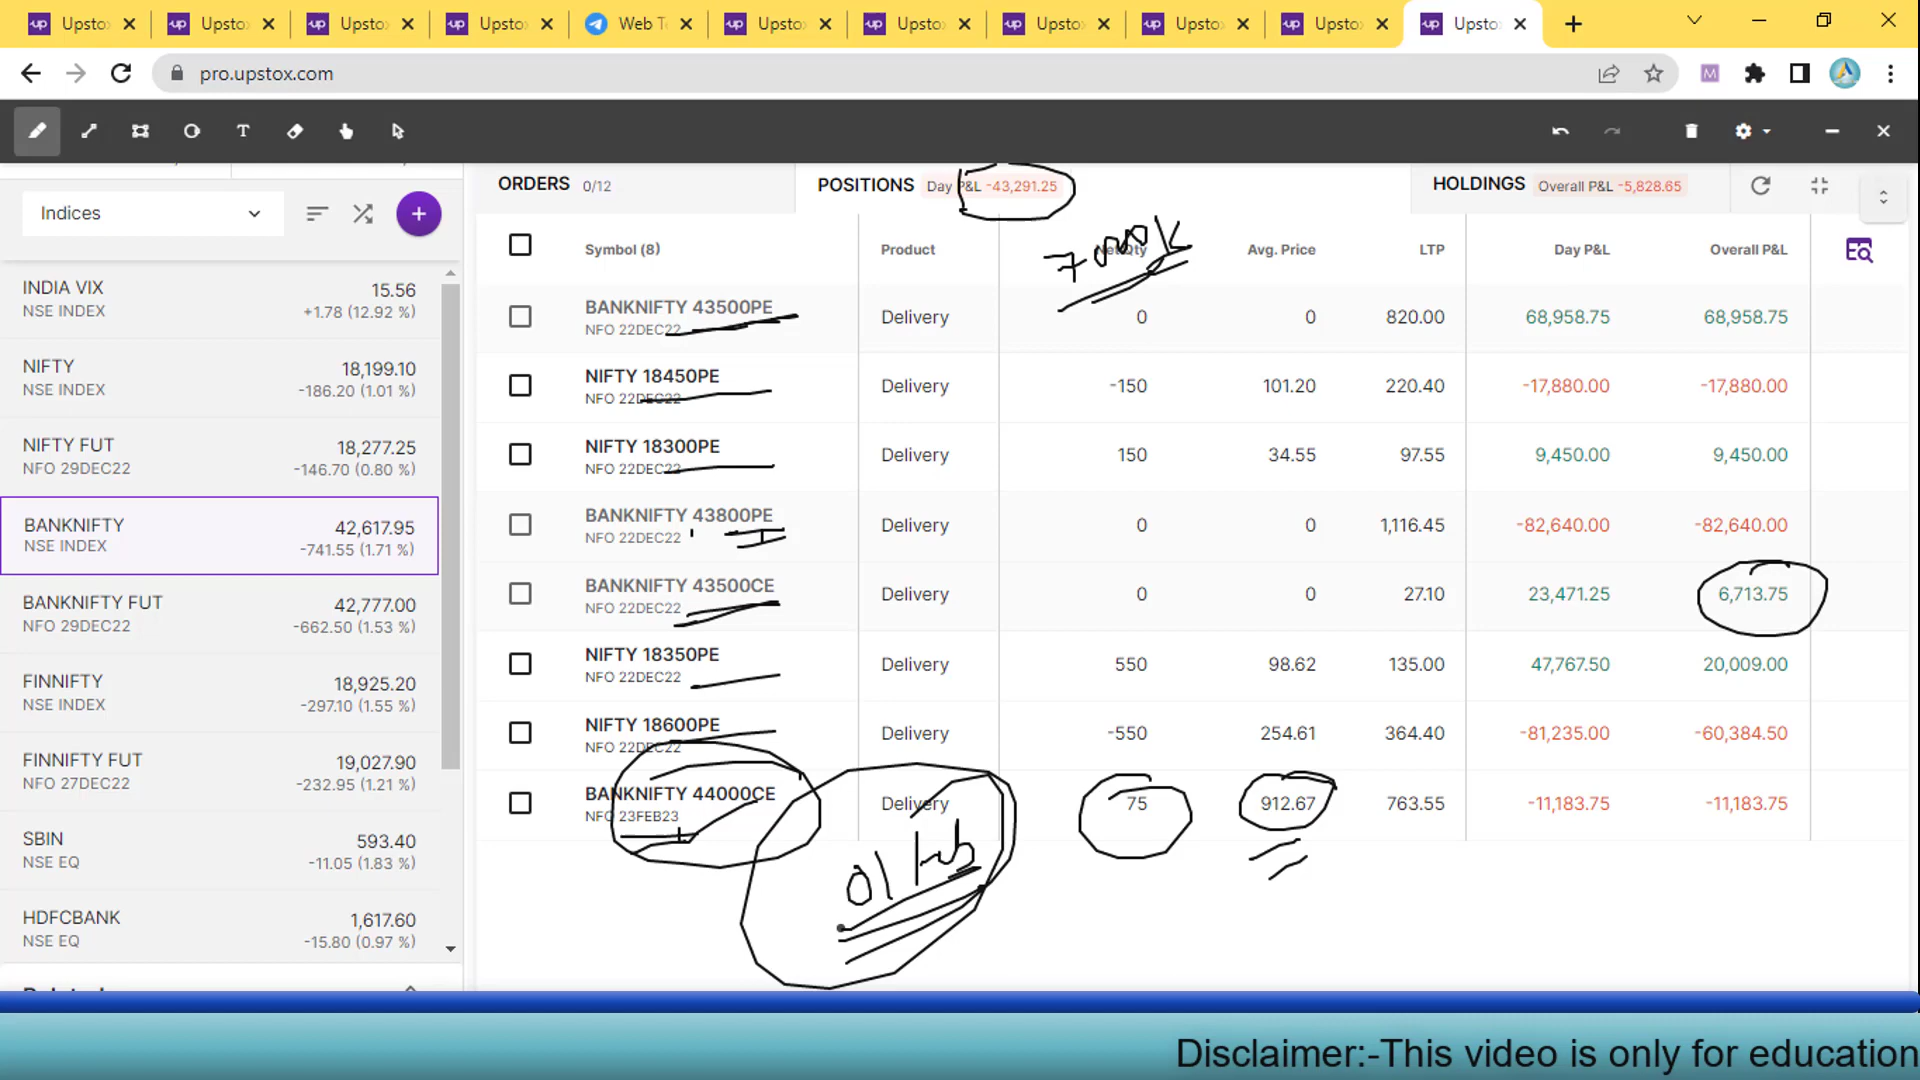 Upsto
Upsto
Upsto
Upsto
Web T
Upsto
Upsto
Upsto
Upsto
Upsto
Upsto
pro.upstox.com
M
T
Indices
INDIA VIX 15.56
NSE INDEX +1.78 (12.92 %)
NIFTY 18,199.10
NSE INDEX -186.20 (1.01 %)
NIFTY FUT 18,277.25
NFO 29DEC22 -146.70 (0.80 %)
BANKNIFTY 42,617.95
NSE INDEX -741.55 (1.71 %)
BANKNIFTY FUT 42,777.00
NFO 29DEC22 -662.50 (1.53 %)
FINNIFTY 18,925.20
NSE INDEX -297.10 (1.55 %)
FINNIFTY FUT 19,027.90
NFO 27DEC22 -232.95 (1.21 %)
SBIN 593.40
NSE EQ -11.05 (1.83 %)
HDFCBANK 1,617.60
NSE EQ -15.80 (0.97 %)
ORDERS 0/12 POSITIONS Day P&L -43,291.25 HOLDINGS Overall P&L -5,828.65
7000K
Symbol (8) Product Net Qty Avg. Price LTP Day P&L Overall P&L
BANKNIFTY 43500PE Delivery 0 0 820.00 68,958.75 68,958.75
NFO 22DEC22
NIFTY 18450PE Delivery -150 101.20 220.40 -17,880.00 -17,880.00
NFO 22DEC22
NIFTY 18300PE Delivery 150 34.55 97.55 9,450.00 9,450.00
NFO 22DEC22
BANKNIFTY 43800PE Delivery 0 0 1,116.45 -82,640.00 -82,640.00
NFO 22DEC22
BANKNIFTY 43500CE Delivery 0 0 27.10 23,471.25 6,713.75
NFO 22DEC22
NIFTY 18350PE Delivery 550 98.62 135.00 47,767.50 20,009.00
NFO 22DEC22
NIFTY 18600PE Delivery -550 254.61 364.40 -81,235.00 -60,384.50
NFO 22DEC22
BANKNIFTY 44000CE Delivery 75 912.67 763.55 -11,183.75 -11,183.75
NFO 23FEB23
01 Feb
Disclaimer:-This video is only for education